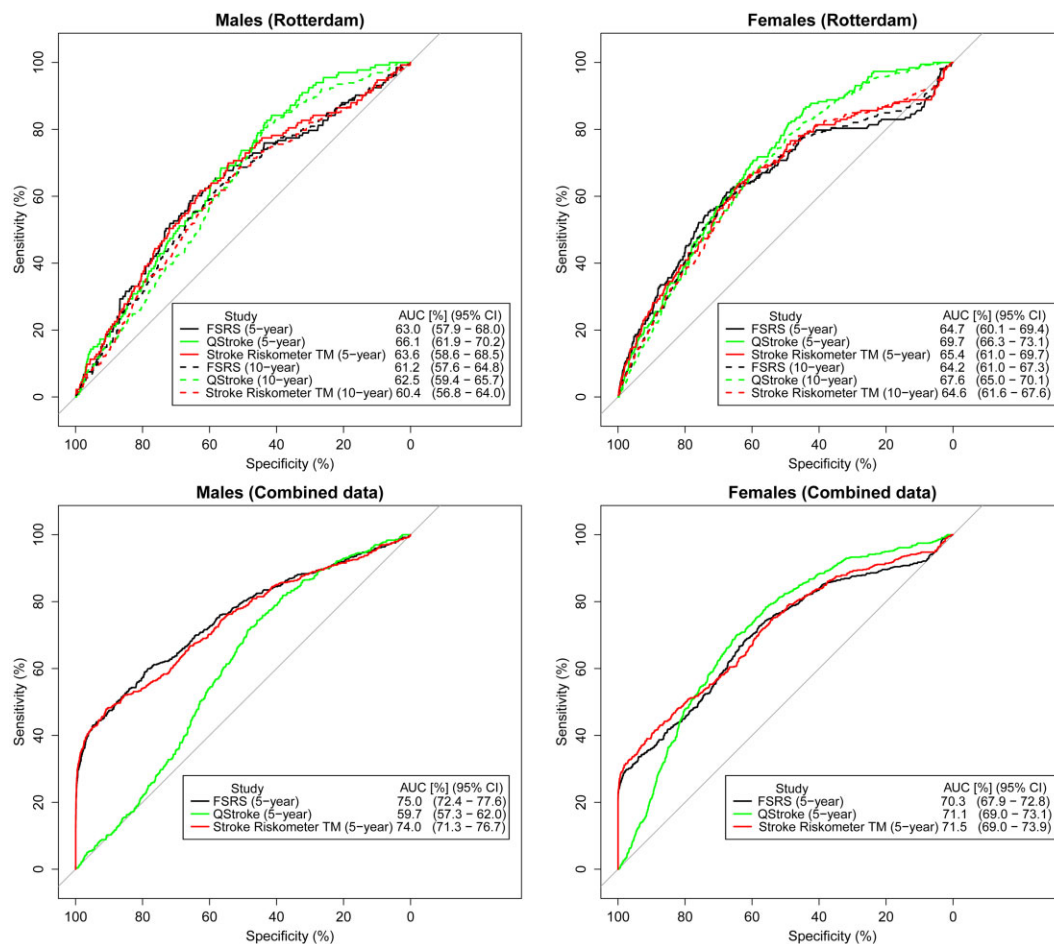 Males (Rotterdam)
Sensitivity (%)
100
80
60
40
20
0
Study AUC [%] (95% CI)
FSRS (5−year) 63.0 (57.9 − 68.0)
QStroke (5−year) 66.1 (61.9 − 70.2)
Stroke Riskometer TM (5−year) 63.6 (58.6 − 68.5)
FSRS (10−year) 61.2 (57.6 − 64.8)
QStroke (10−year) 62.5 (59.4 − 65.7)
Stroke Riskometer TM (10−year) 60.4 (56.8 − 64.0)
100 80 60 40 20 0
Specificity (%)
Females (Rotterdam)
Sensitivity (%)
100
80
60
40
20
0
Study AUC [%] (95% CI)
FSRS (5−year) 64.7 (60.1 − 69.4)
QStroke (5−year) 69.7 (66.3 − 73.1)
Stroke Riskometer TM (5−year) 65.4 (61.0 − 69.7)
FSRS (10−year) 64.2 (61.0 − 67.3)
QStroke (10−year) 67.6 (65.0 − 70.1)
Stroke Riskometer TM (10−year) 64.6 (61.6 − 67.6)
100 80 60 40 20 0
Specificity (%)
Males (Combined data)
Sensitivity (%)
100
80
60
40
20
0
Study AUC [%] (95% CI)
FSRS (5−year) 75.0 (72.4 − 77.6)
QStroke (5−year) 59.7 (57.3 − 62.0)
Stroke Riskometer TM (5−year) 74.0 (71.3 − 76.7)
100 80 60 40 20 0
Specificity (%)
Females (Combined data)
Sensitivity (%)
100
80
60
40
20
0
Study AUC [%] (95% CI)
FSRS (5−year) 70.3 (67.9 − 72.8)
QStroke (5−year) 71.1 (69.0 − 73.1)
Stroke Riskometer TM (5−year) 71.5 (69.0 − 73.9)
100 80 60 40 20 0
Specificity (%)